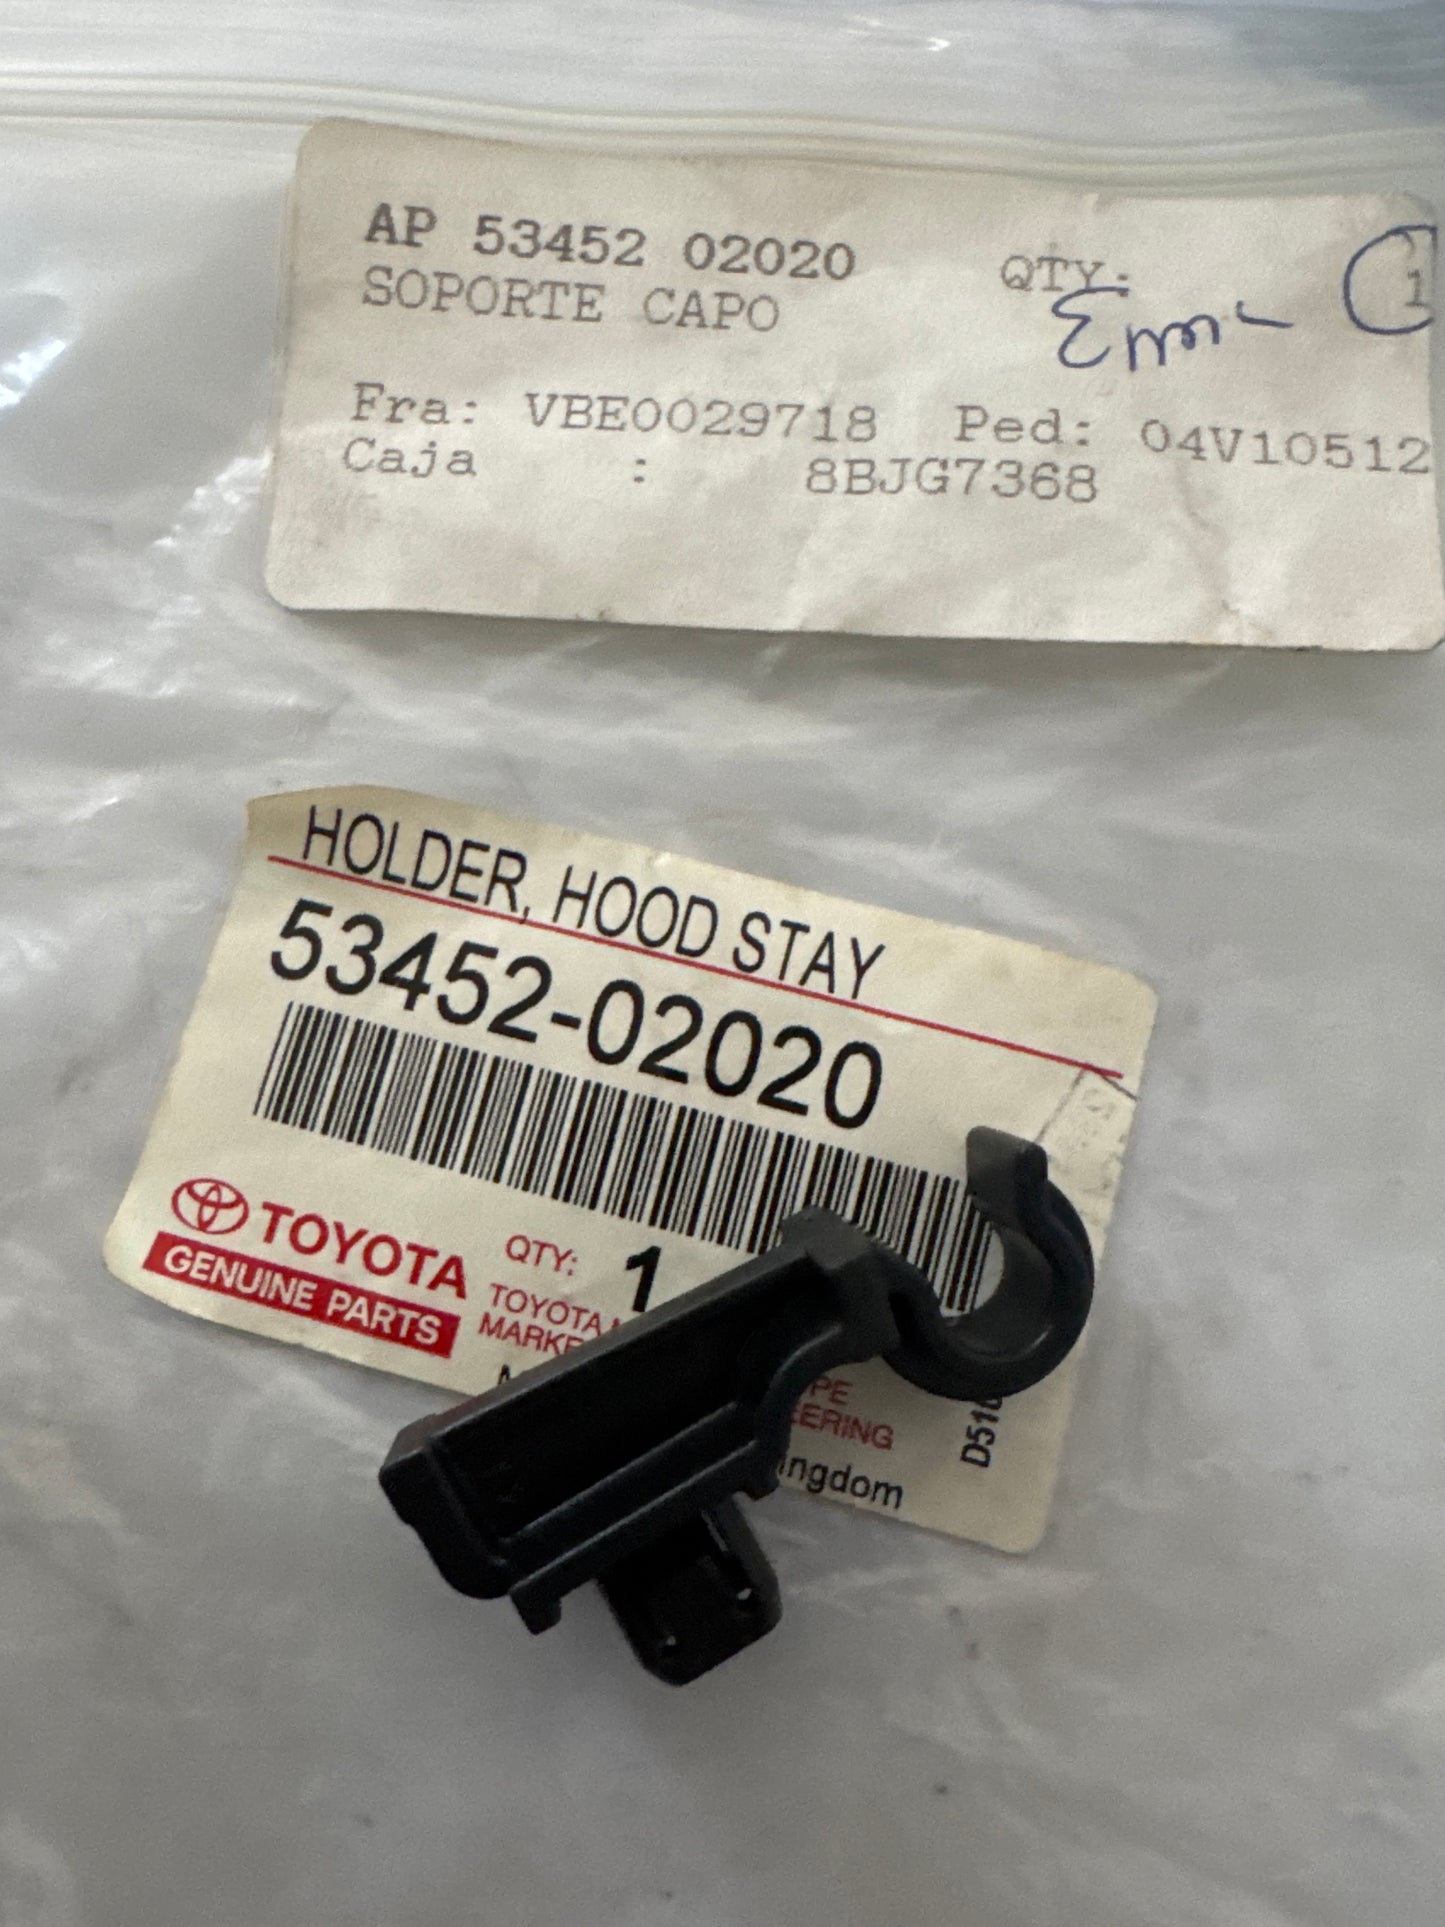 AP 53452 02020 QTY: 1
SOPORTE CAPO
Fra: VBE0029718 Ped: 04V10512
Caja : 8BJG7368
HOLDER, HOOD STAY
53452-02020
TOYOTA QTY: 1
GENUINE PARTS
TOYOTA
ingdom